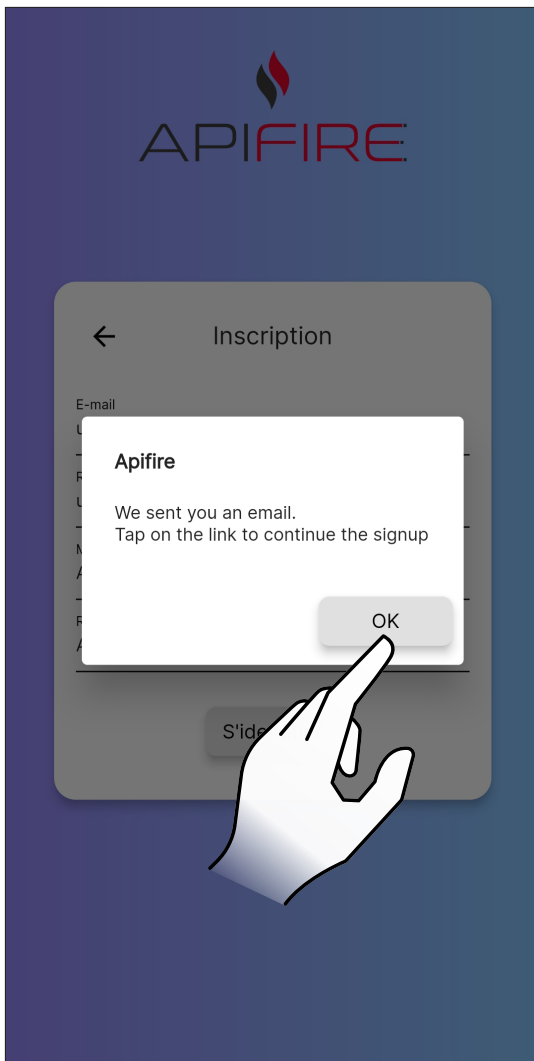 APIFIRE
Inscription
E-mail
Apifire
We sent you an email.
Tap on the link to continue the signup
OK